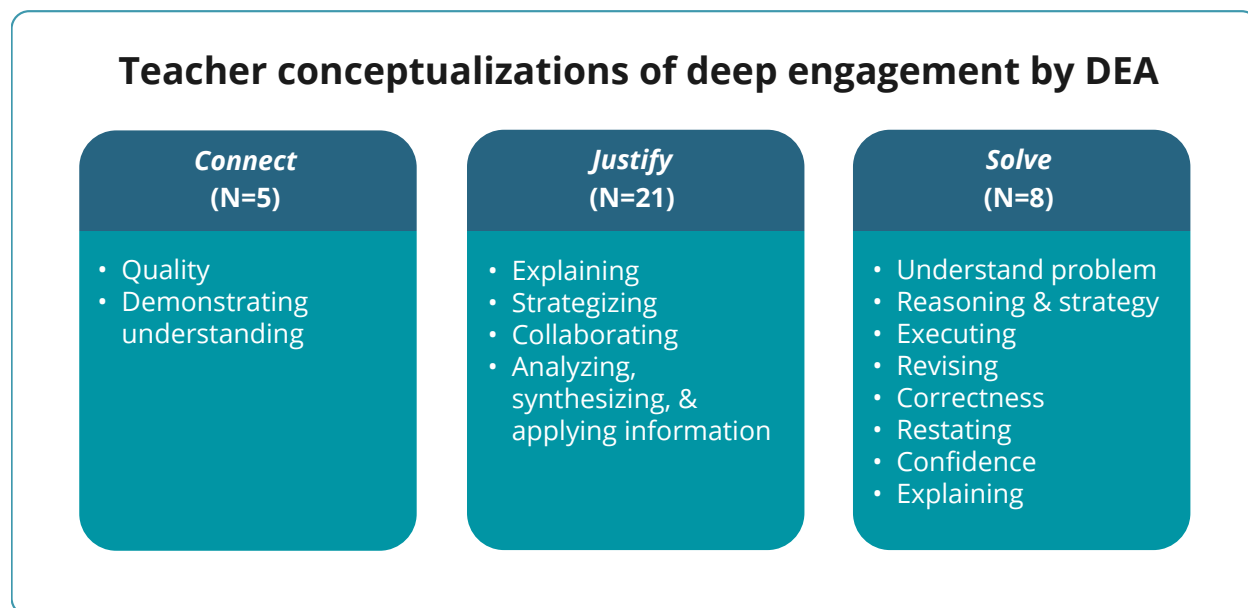 Teacher conceptualizations of deep engagement by DEA
Connect
(N=5)
• Quality
• Demonstrating
understanding
Justify
(N=21)
• Explaining
• Strategizing
• Collaborating
• Analyzing,
synthesizing, &
applying information
Solve
(N=8)
• Understand problem
• Reasoning & strategy
• Executing
• Revising
• Correctness
• Restating
• Confidence
• Explaining